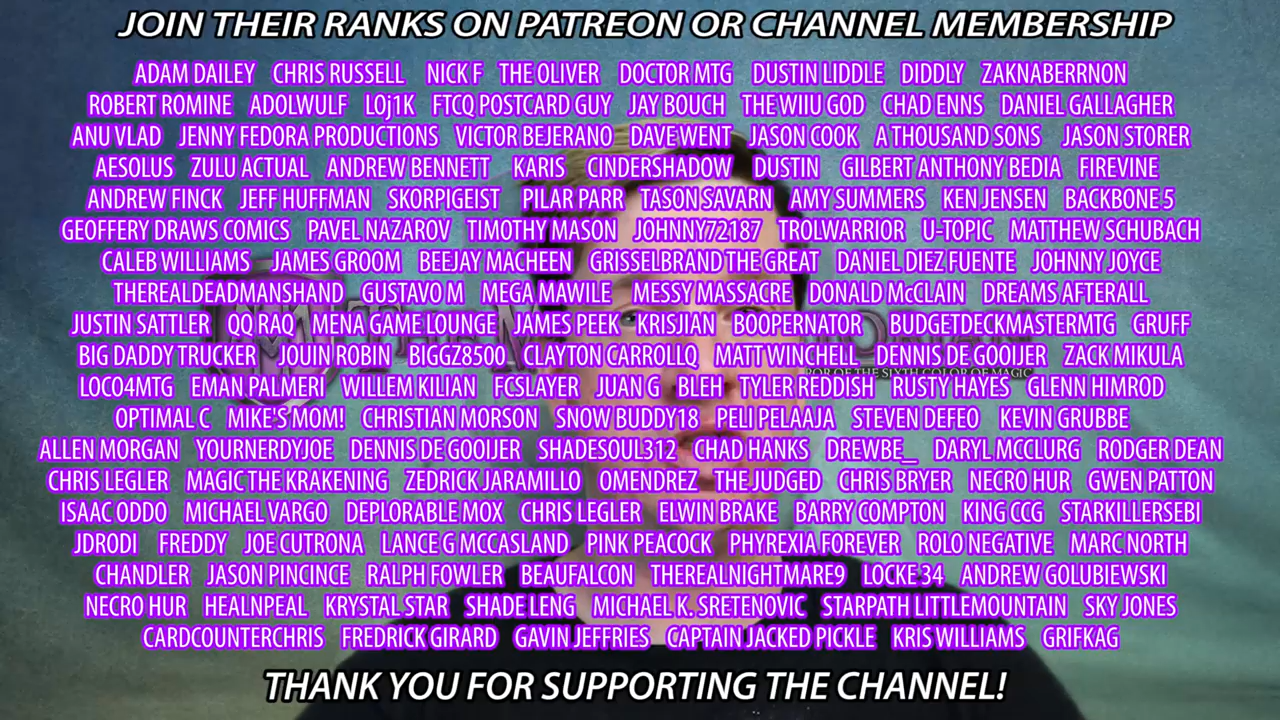 JOIN THEIR RANKS ON PATREON OR CHANNEL MEMBERSHIP
ADAM DAILEY CHRIS RUSSELL NICK F THE OLIVER DOCTOR MTG DUSTIN LIDDLE DIDDLY ZAKNABERRNON
ROBERT ROMINE ADOLWULF LOj1K FTCQ POSTCARD GUY JAY BOUCH THE WIIU GOD CHAD ENNS DANIEL GALLAGHER
ANU VLAD JENNY FEDORA PRODUCTIONS VICTOR BEJERANO DAVE WENT JASON COOK A THOUSAND SONS JASON STORER
AESOLUS ZULU ACTUAL ANDREW BENNETT KARIS CINDERSHADOW DUSTIN GILBERT ANTHONY BEDIA FIREVINE
ANDREW FINCK JEFF HUFFMAN SKORPIGEIST PILAR PARR TASON SAVARN AMY SUMMERS KEN JENSEN BACKBONE 5
GEOFFERY DRAWS COMICS PAVEL NAZAROV TIMOTHY MASON JOHNNY72187 TROLWARRIOR U-TOPIC MATTHEW SCHUBACH
CALEB WILLIAMS JAMES GROOM BEEJAY MACHEEN GRISSELBRAND THE GREAT DANIEL DIEZ FUENTE JOHNNY JOYCE
THEREALDEADMANSHAND GUSTAVO M MEGA MAWILE MESSY MASSACRE DONALD McCLAIN DREAMS AFTERALL
JUSTIN SATTLER QQ RAQ MENA GAME LOUNGE JAMES PEEK KRISJIAN BOOPERNATOR BUDGETDECKMASTERMTG GRUFF
BIG DADDY TRUCKER JOUIN ROBIN BIGGZ8500 CLAYTON CARROLLQ MATT WINCHELL DENNIS DE GOOIJER ZACK MIKULA
OF THE SIXTH COLOR OF MAGIC
LOCO4MTG EMAN PALMERI WILLEM KILIAN FCSLAYER JUAN G BLEH TYLER REDDISH RUSTY HAYES GLENN HIMROD
OPTIMAL C MIKE'S MOM! CHRISTIAN MORSON SNOW BUDDY18 PELI PELAAJA STEVEN DEFEO KEVIN GRUBBE
ALLEN MORGAN YOURNERDYJOE DENNIS DE GOOIJER SHADESOUL312 CHAD HANKS DREWBE_ DARYL MCCLURG RODGER DEAN
CHRIS LEGLER MAGIC THE KRAKENING ZEDRICK JARAMILLO OMENDREZ THE JUDGED CHRIS BRYER NECRO HUR GWEN PATTON
ISAAC ODDO MICHAEL VARGO DEPLORABLE MOX CHRIS LEGLER ELWIN BRAKE BARRY COMPTON KING CCG STARKILLERSEBI
JDRODI FREDDY JOE CUTRONA LANCE G MCCASLAND PINK PEACOCK PHYREXIA FOREVER ROLO NEGATIVE MARC NORTH
CHANDLER JASON PINCINCE RALPH FOWLER BEAUFALCON THEREALNIGHTMARE9 LOCKE 34 ANDREW GOLUBIEWSKI
NECRO HUR HEALNPEAL KRYSTAL STAR SHADE LENG MICHAEL K. SRETENOVIC STARPATH LITTLEMOUNTAIN SKY JONES
CARDCOUNTERCHRIS FREDRICK GIRARD GAVIN JEFFRIES CAPTAIN JACKED PICKLE KRIS WILLIAMS GRIFKAG
THANK YOU FOR SUPPORTING THE CHANNEL!